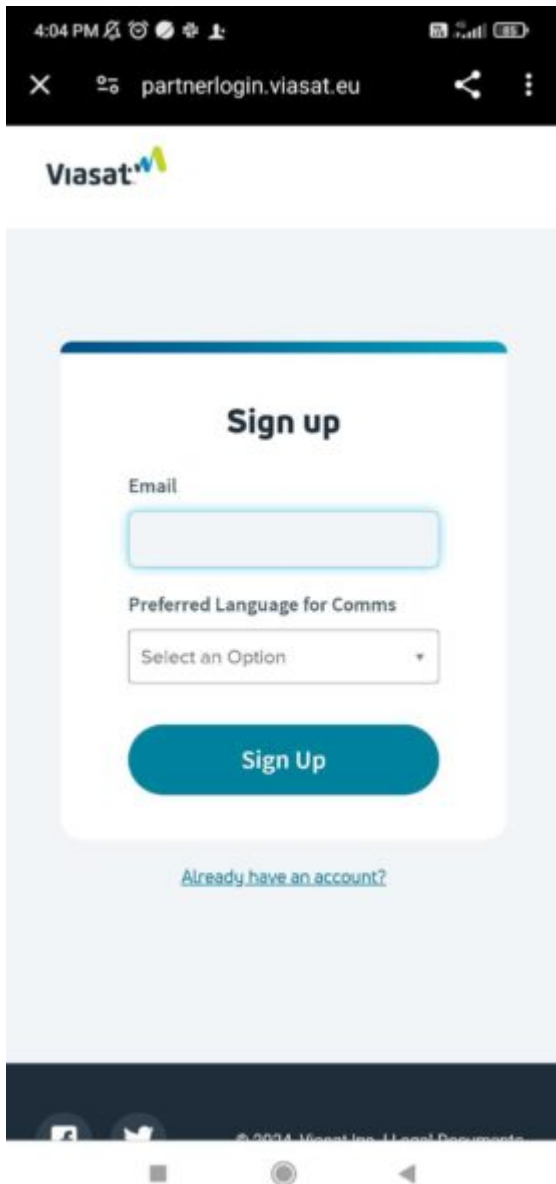 4:04 PM
85
partnerlogin.viasat.eu
Viasat
Sign up
Email
Preferred Language for Comms
Select an Option
Sign Up
Already have an account?
© 2024 Viasat Inc. | Legal Documents